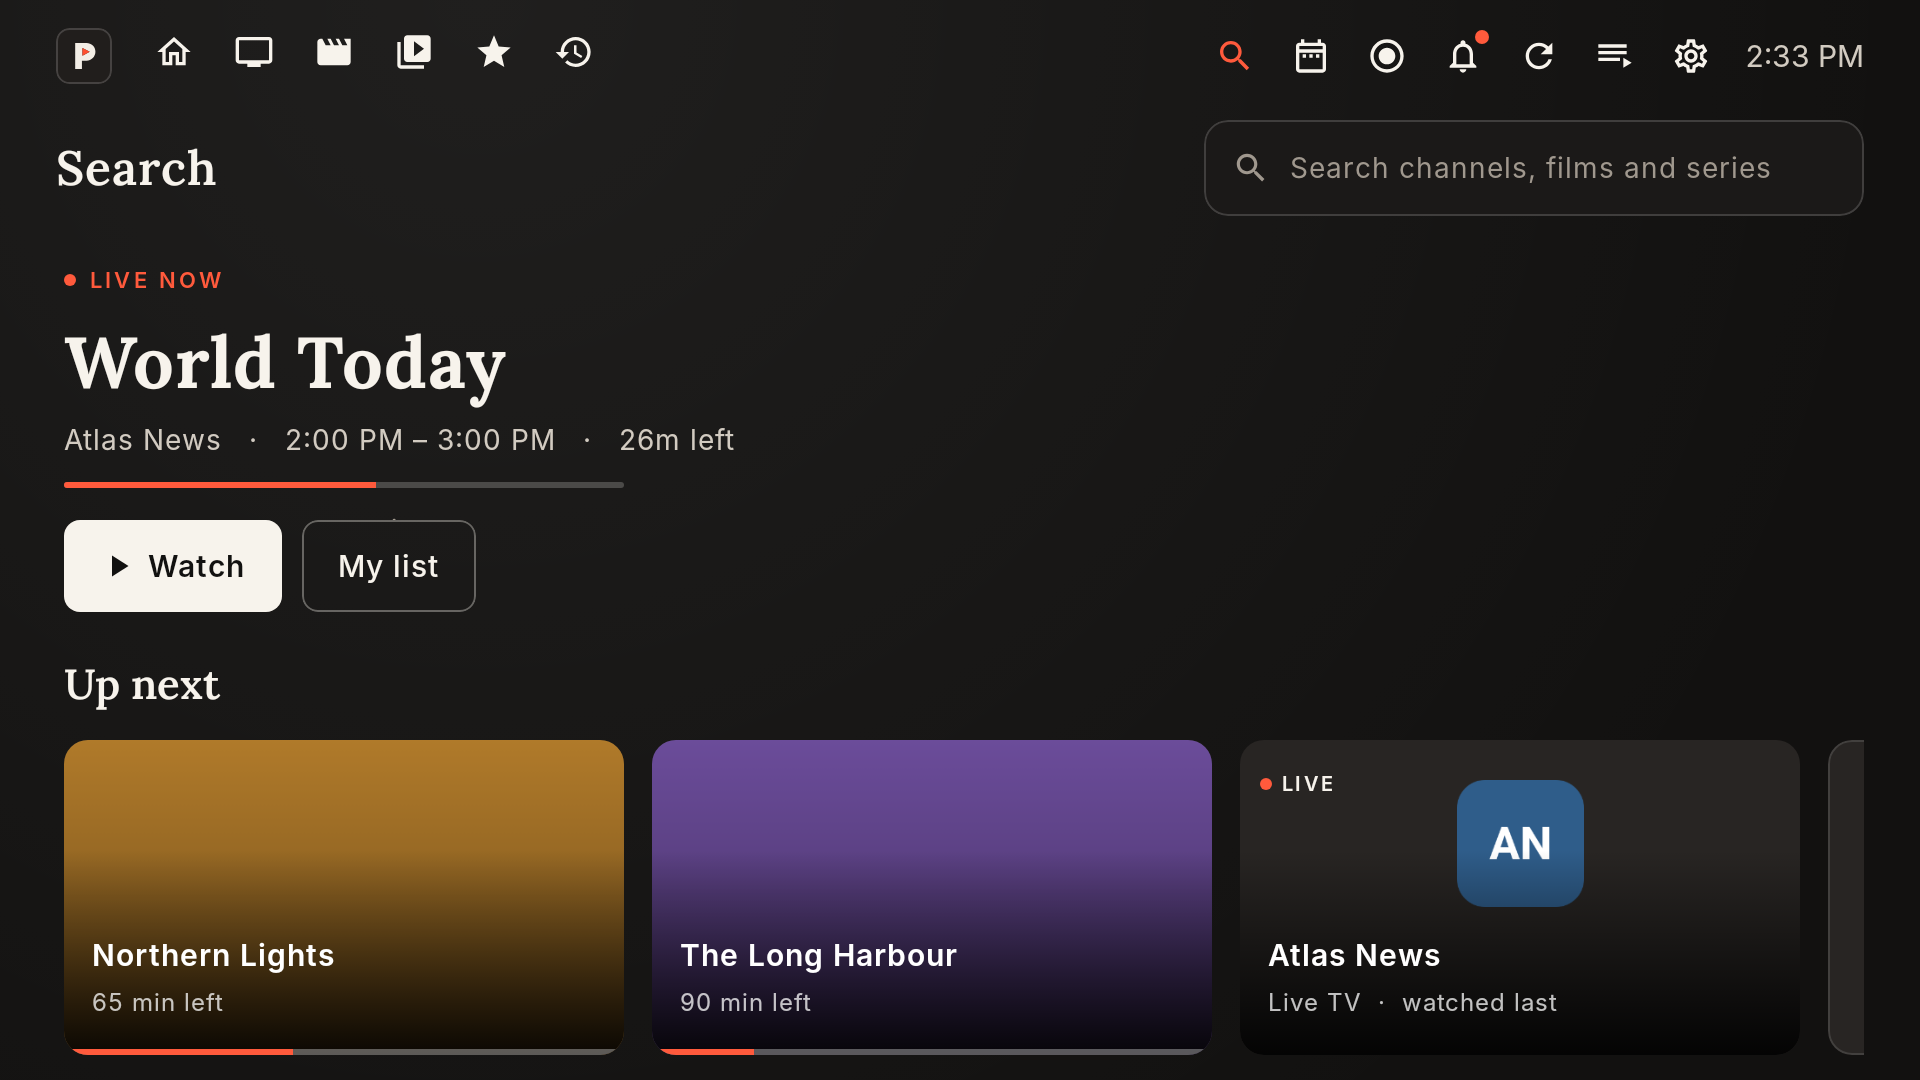 P
2:33 PM
Search
Search channels, films and series
LIVE NOW
World Today
Atlas News · 2:00 PM – 3:00 PM · 26m left
Watch
My list
Up next
Northern Lights
65 min left
The Long Harbour
90 min left
LIVE
AN
Atlas News
Live TV · watched last